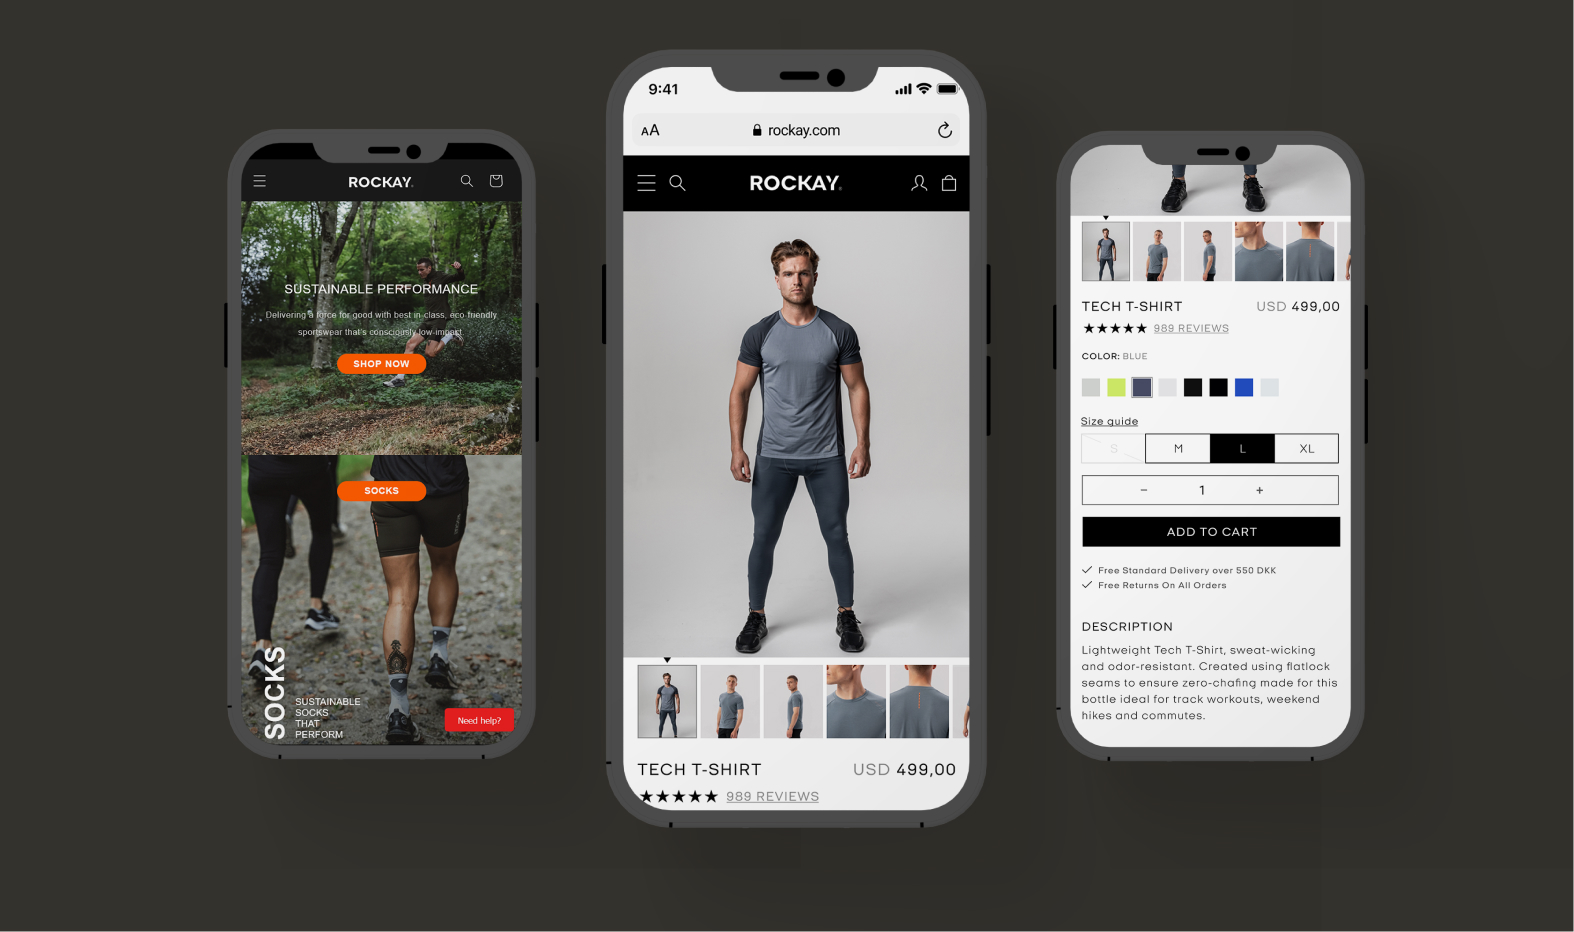 ROCKAY
SUSTAINABLE PERFORMANCE
Delivering a force for good with best in-class, eco friendly
sportswear that's consciously low-impact.
SHOP NOW
SOCKS
SOCKS
SUSTAINABLE
SOCKS
THAT
PERFORM
Need help?
9:41
AA
rockay.com
ROCKAY
TECH T-SHIRT
USD 499,00
★★★★★ 989 REVIEWS
TECH T-SHIRT
USD 499,00
★★★★★ 989 REVIEWS
COLOR: BLUE
Size guide
S M L XL
− 1 +
ADD TO CART
✓ Free Standard Delivery over 550 DKK
✓ Free Returns On All Orders
DESCRIPTION
Lightweight Tech T-Shirt, sweat-wicking
and odor-resistant. Created using flatlock
seams to ensure zero-chafing made for this
bottle ideal for track workouts, weekend
hikes and commutes.